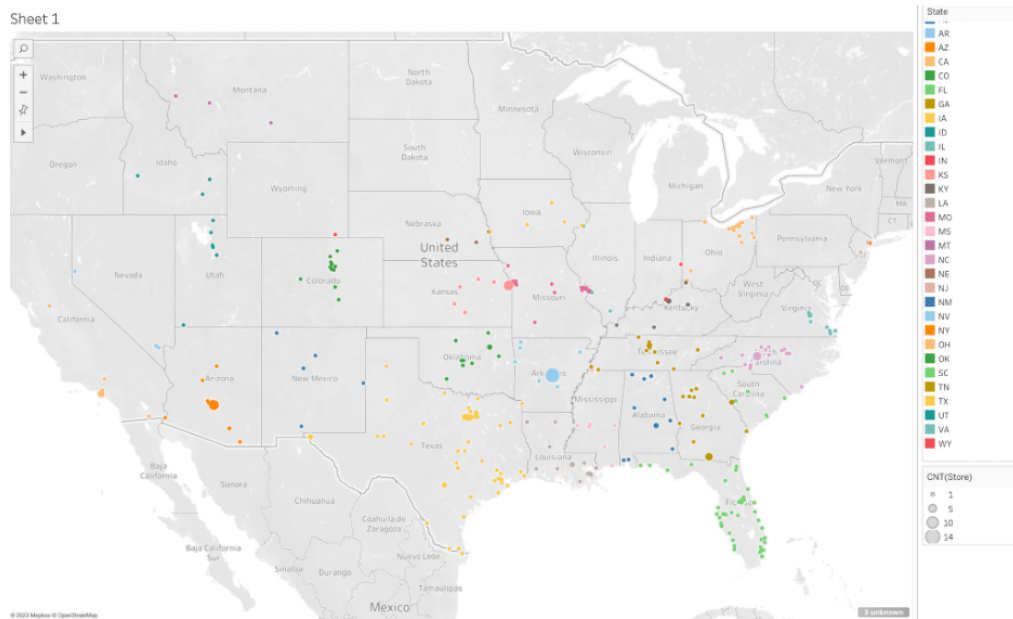 Sheet 1
State
AR
AZ
CA
CO
FL
GA
IA
ID
IL
IN
KS
KY
LA
MO
MS
MT
NC
NE
NJ
NM
NV
NY
OH
OK
SC
TN
TX
UT
VA
WY
CNT(Store)
1
5
10
14
Washington
Montana
North
Dakota
Minnesota
Oregon
Idaho
South
Dakota
Wisconsin
Michigan
Vermont
New York
MA
CT
Wyoming
Iowa
Nebraska
United
States
Nevada
Utah
Colorado
Kansas
Missouri
Illinois
Indiana
Ohio
Pennsylvania
West
Virginia
Virginia
Kentucky
California
Arizona
New Mexico
Oklahoma
Mississippi
Alabama
Georgia
South
Carolina
Texas
Louisiana
Baja
California
Sonora
Chihuahua
Coahuila de
Zaragoza
Baja California
Sur
Sinaloa
Durango
Nuevo Leon
Tamaulipas
Mexico
© 2023 Mapbox © OpenStreetMap
3 unknown